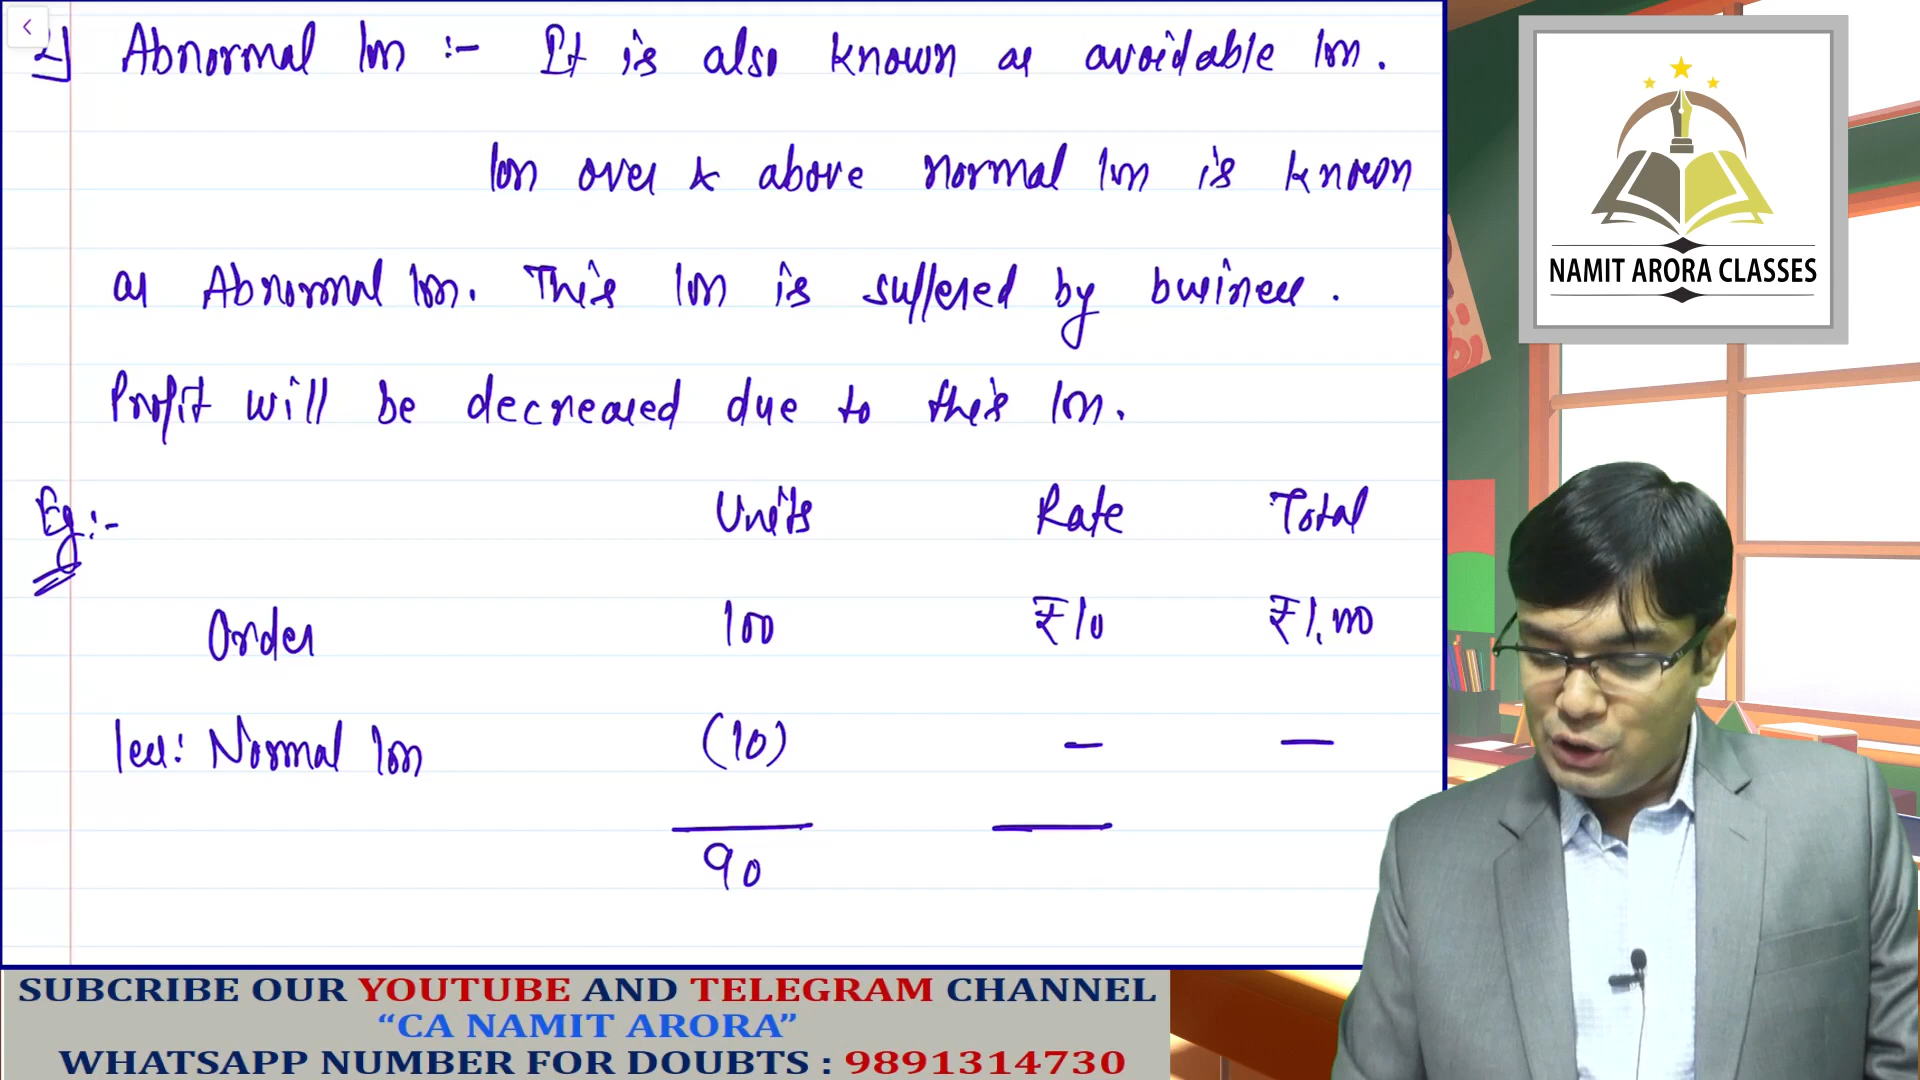 2] Abnormal loss :- It is also known as avoidable loss.
loss over & above normal loss is known
as Abnormal loss. This loss is suffered by business.
Profit will be decreased due to this loss.
Eg:-
Units Rate Total
Order 100 ₹10 ₹1,000
less: Normal loss (10) - -
90
NAMIT ARORA CLASSES
SUBCRIBE OUR YOUTUBE AND TELEGRAM CHANNEL
“CA NAMIT ARORA”
WHATSAPP NUMBER FOR DOUBTS : 9891314730